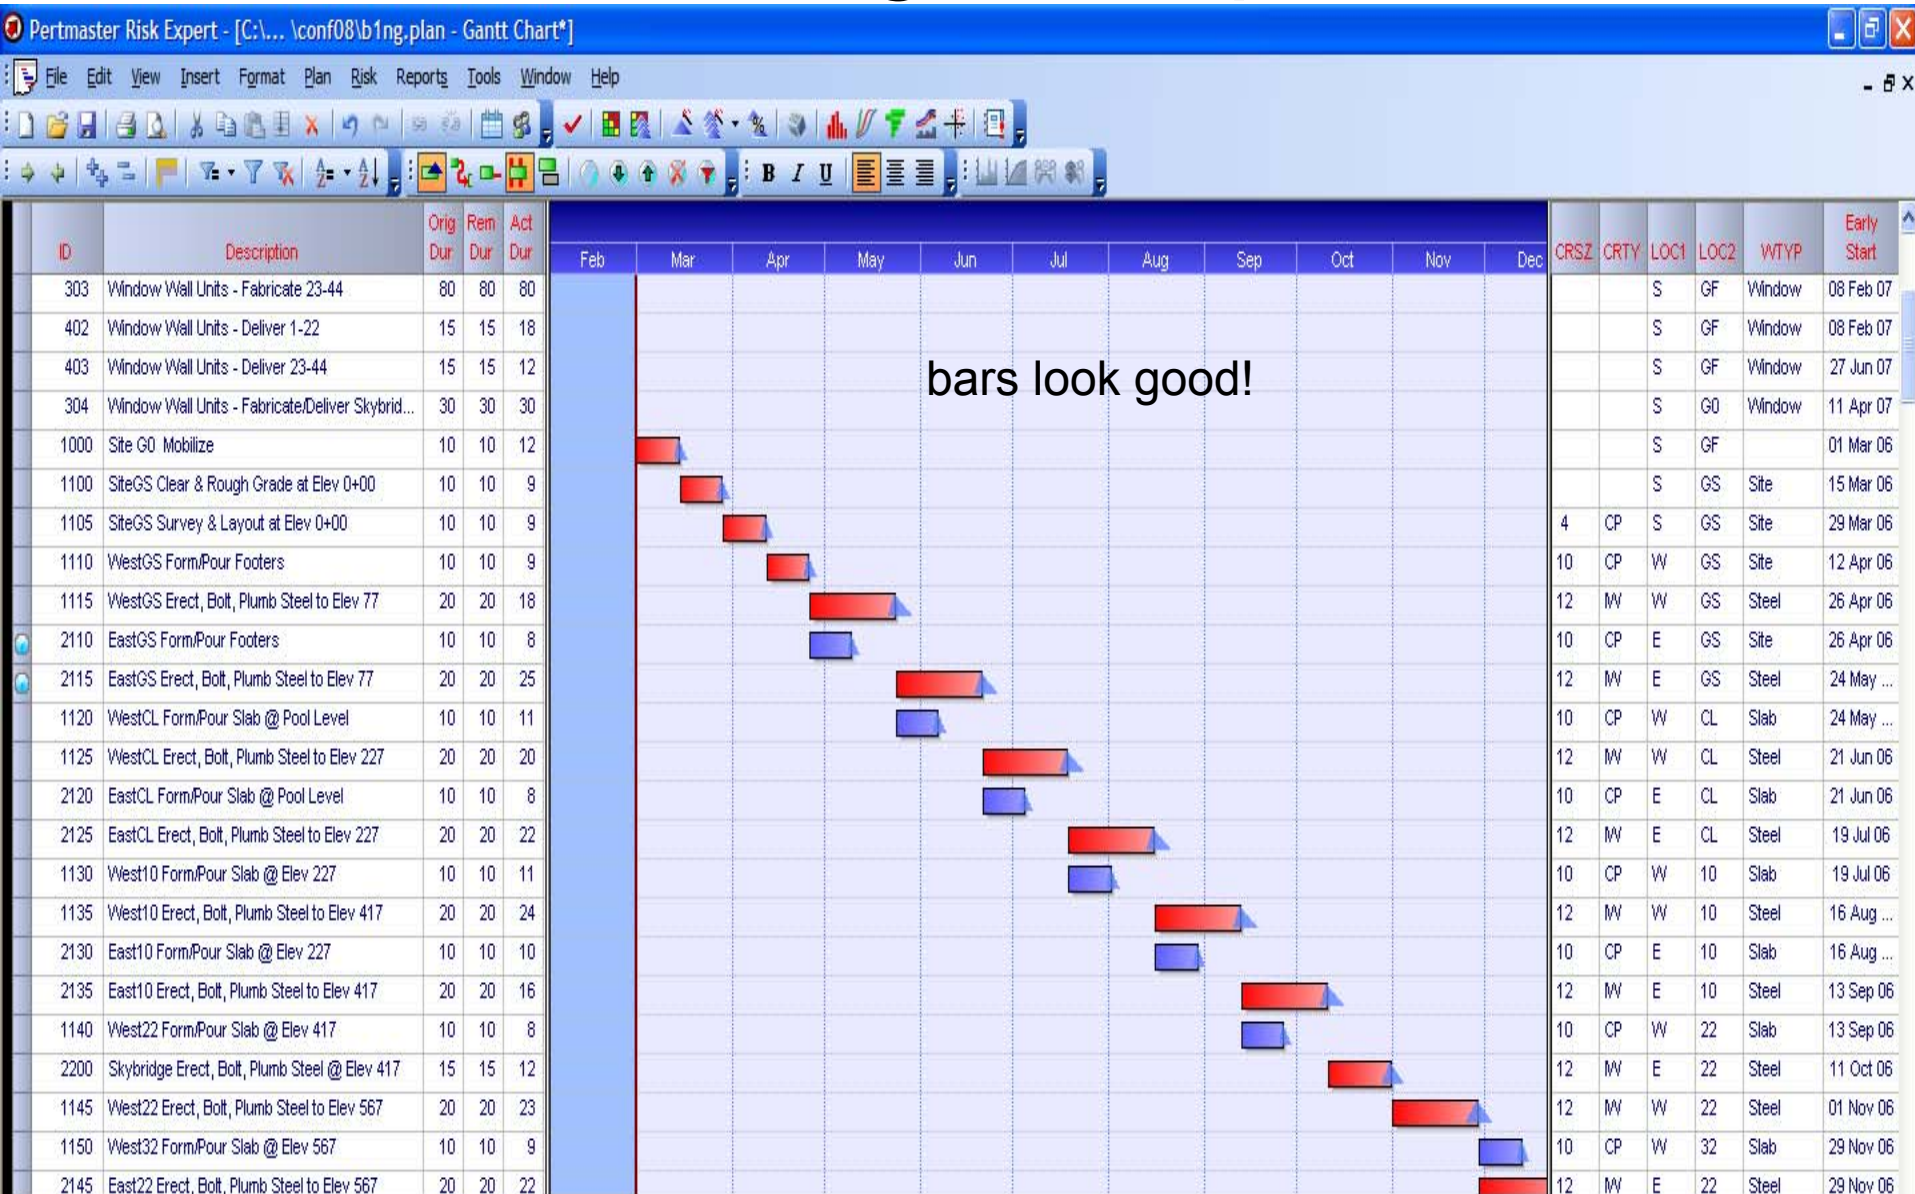 Pertmaster Risk Expert - [C:\... \conf08\b1ng.plan - Gantt Chart*]
File Edit View Insert Format Plan Risk Reports Tools Window Help
B I U
ID Description Orig Dur Rem Dur Act Dur Feb Mar Apr May Jun Jul Aug Sep Oct Nov Dec CRSZ CRTY LOC1 LOC2 WTYP Early Start
303 Window Wall Units - Fabricate 23-44 80 80 80 S GF Window 08 Feb 07
402 Window Wall Units - Deliver 1-22 15 15 18 S GF Window 08 Feb 07
403 Window Wall Units - Deliver 23-44 15 15 12 S GF Window 27 Jun 07
bars look good!
304 Window Wall Units - Fabricate/Deliver Skybrid... 30 30 30 S G0 Window 11 Apr 07
1000 Site G0 Mobilize 10 10 12 S GF 01 Mar 06
1100 SiteGS Clear & Rough Grade at Elev 0+00 10 10 9 S GS Site 15 Mar 06
1105 SiteGS Survey & Layout at Elev 0+00 10 10 9 4 CP S GS Site 29 Mar 06
1110 WestGS Form/Pour Footers 10 10 9 10 CP W GS Site 12 Apr 06
1115 WestGS Erect, Bolt, Plumb Steel to Elev 77 20 20 18 12 IW W GS Steel 26 Apr 06
2110 EastGS Form/Pour Footers 10 10 8 10 CP E GS Site 26 Apr 06
2115 EastGS Erect, Bolt, Plumb Steel to Elev 77 20 20 25 12 IW E GS Steel 24 May ...
1120 WestCL Form/Pour Slab @ Pool Level 10 10 11 10 CP W CL Slab 24 May ...
1125 WestCL Erect, Bolt, Plumb Steel to Elev 227 20 20 20 12 IW W CL Steel 21 Jun 06
2120 EastCL Form/Pour Slab @ Pool Level 10 10 8 10 CP E CL Slab 21 Jun 06
2125 EastCL Erect, Bolt, Plumb Steel to Elev 227 20 20 22 12 IW E CL Steel 19 Jul 06
1130 West10 Form/Pour Slab @ Elev 227 10 10 11 10 CP W 10 Slab 19 Jul 06
1135 West10 Erect, Bolt, Plumb Steel to Elev 417 20 20 24 12 IW W 10 Steel 16 Aug ...
2130 East10 Form/Pour Slab @ Elev 227 10 10 10 10 CP E 10 Slab 16 Aug ...
2135 East10 Erect, Bolt, Plumb Steel to Elev 417 20 20 16 12 IW E 10 Steel 13 Sep 06
1140 West22 Form/Pour Slab @ Elev 417 10 10 8 10 CP W 22 Slab 13 Sep 06
2200 Skybridge Erect, Bolt, Plumb Steel @ Elev 417 15 15 12 12 IW E 22 Steel 11 Oct 06
1145 West22 Erect, Bolt, Plumb Steel to Elev 567 20 20 23 12 IW W 22 Steel 01 Nov 06
1150 West32 Form/Pour Slab @ Elev 567 10 10 9 10 CP W 32 Slab 29 Nov 06
2145 East22 Erect, Bolt, Plumb Steel to Elev 567 20 20 22 12 IW E 22 Steel 29 Nov 06